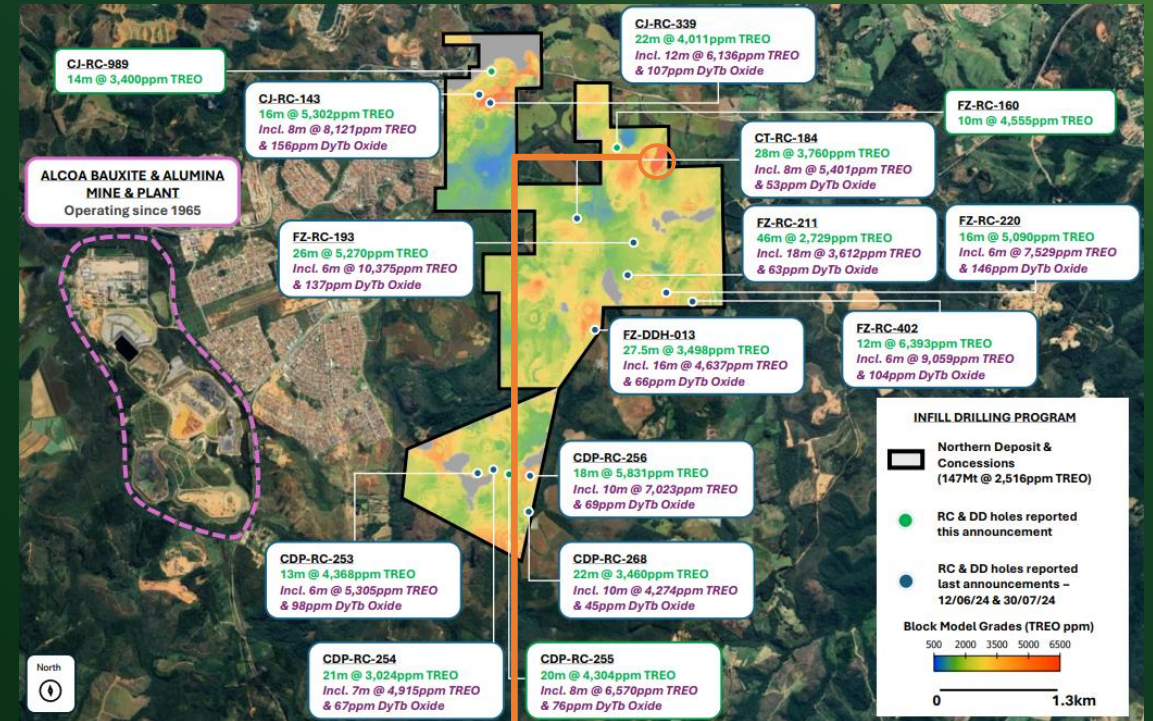 CJ-RC-989
14m @ 3,400ppm TREO
CJ-RC-143
16m @ 5,302ppm TREO
Incl. 8m @ 8,121ppm TREO
& 156ppm DyTb Oxide
CJ-RC-339
22m @ 4,011ppm TREO
Incl. 12m @ 6,136ppm TREO
& 107ppm DyTb Oxide
FZ-RC-160
10m @ 4,555ppm TREO
CT-RC-184
28m @ 3,760ppm TREO
Incl. 8m @ 5,401ppm TREO
& 53ppm DyTb Oxide
ALCOA BAUXITE & ALUMINA
MINE & PLANT
Operating since 1965
FZ-RC-193
26m @ 5,270ppm TREO
Incl. 6m @ 10,375ppm TREO
& 137ppm DyTb Oxide
FZ-RC-211
46m @ 2,729ppm TREO
Incl. 18m @ 3,612ppm TREO
& 63ppm DyTb Oxide
FZ-RC-220
16m @ 5,090ppm TREO
Incl. 6m @ 7,529ppm TREO
& 146ppm DyTb Oxide
FZ-DDH-013
27.5m @ 3,498ppm TREO
Incl. 16m @ 4,637ppm TREO
& 66ppm DyTb Oxide
FZ-RC-402
12m @ 6,393ppm TREO
Incl. 6m @ 9,059ppm TREO
& 104ppm DyTb Oxide
CDP-RC-256
18m @ 5,831ppm TREO
Incl. 10m @ 7,023ppm TREO
& 69ppm DyTb Oxide
CDP-RC-253
13m @ 4,368ppm TREO
Incl. 6m @ 5,305ppm TREO
& 98ppm DyTb Oxide
CDP-RC-268
22m @ 3,460ppm TREO
Incl. 10m @ 4,274ppm TREO
& 45ppm DyTb Oxide
CDP-RC-254
21m @ 3,024ppm TREO
Incl. 7m @ 4,915ppm TREO
& 67ppm DyTb Oxide
CDP-RC-255
20m @ 4,304ppm TREO
Incl. 8m @ 6,570ppm TREO
& 76ppm DyTb Oxide
North
INFILL DRILLING PROGRAM
Northern Deposit &
Concessions
(147Mt @ 2,516ppm TREO)
RC & DD holes reported
this announcement
RC & DD holes reported
last announcements –
12/06/24 & 30/07/24
Block Model Grades (TREO ppm)
500 2000 3500 5000 6500
0 1.3km